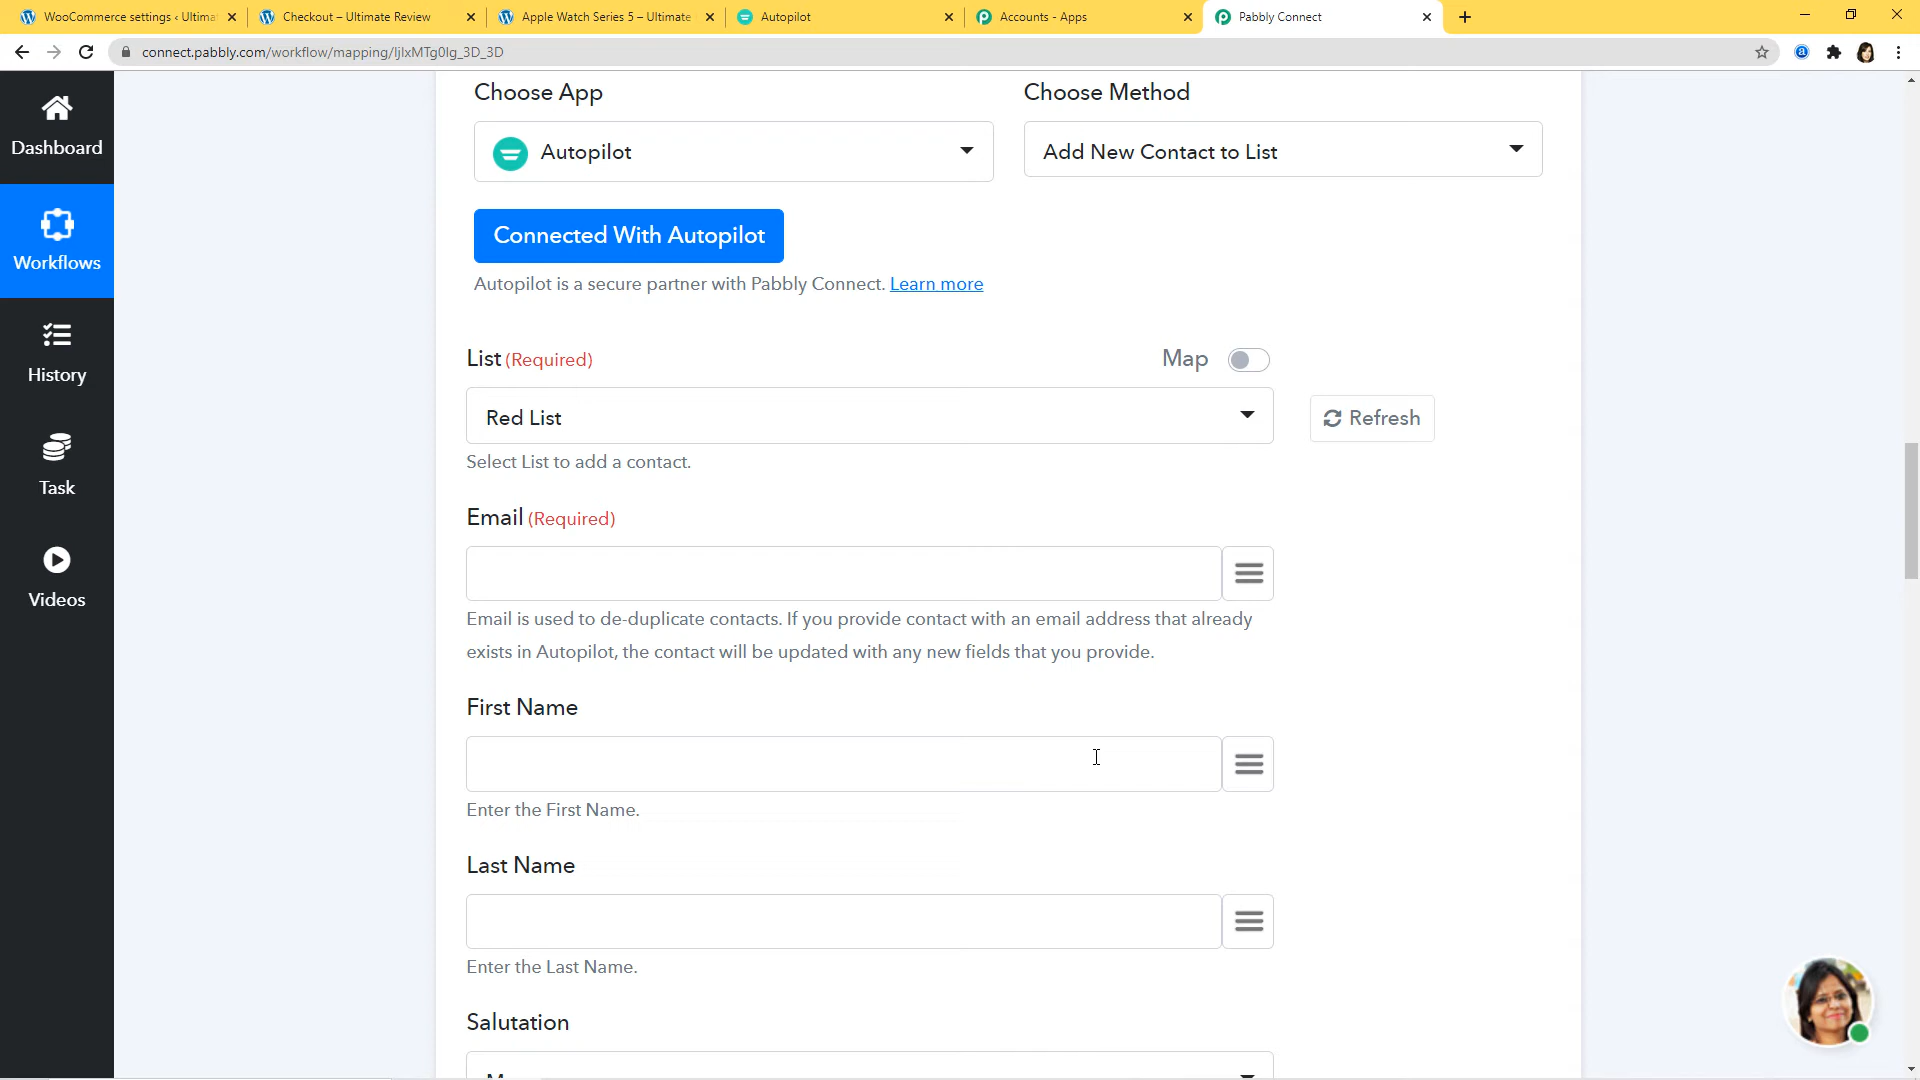 WooCommerce settings ‹ Ultima
Checkout – Ultimate Review
Apple Watch Series 5 – Ultimate
Autopilot
Accounts - Apps
Pabbly Connect
connect.pabbly.com/workflow/mapping/IjIxMTg0Ig_3D_3D
Dashboard
Workflows
History
Task
Videos
Choose App
Choose Method
Autopilot
Add New Contact to List
Connected With Autopilot
Autopilot is a secure partner with Pabbly Connect. Learn more
List (Required)
Map
Red List
Refresh
Select List to add a contact.
Email (Required)
Email is used to de-duplicate contacts. If you provide contact with an email address that already
exists in Autopilot, the contact will be updated with any new fields that you provide.
First Name
Enter the First Name.
Last Name
Enter the Last Name.
Salutation